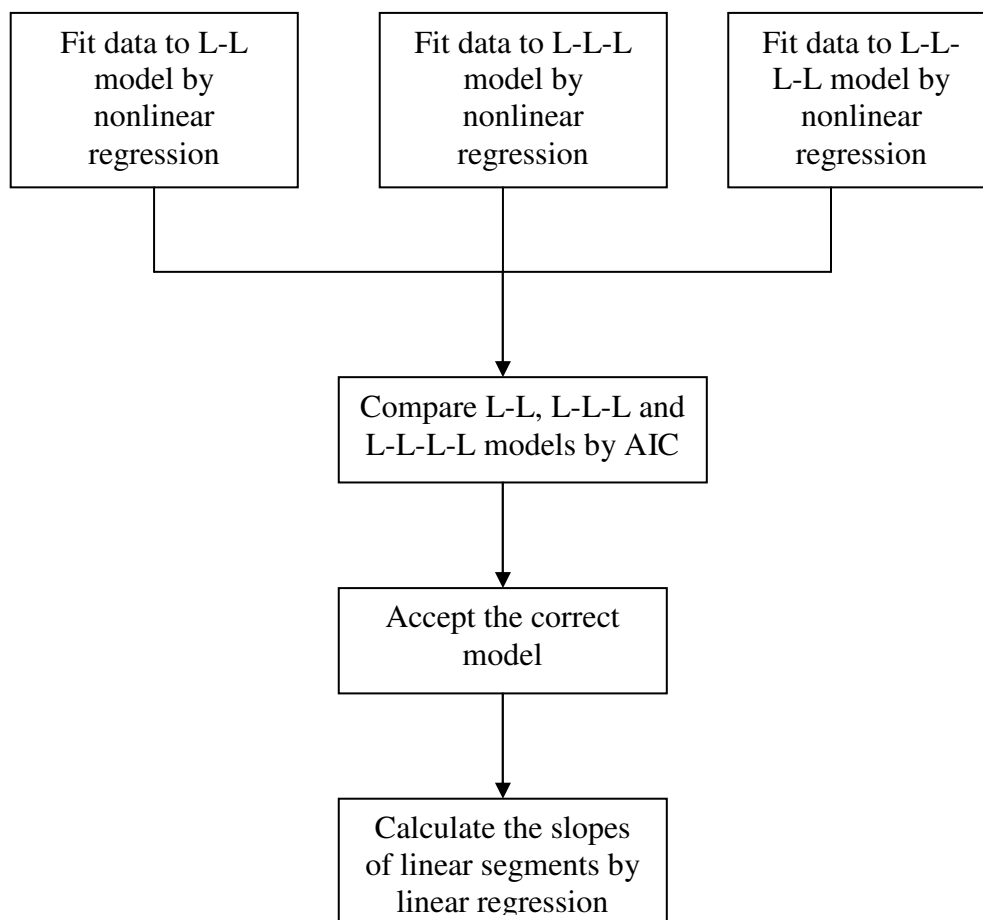 Fit data to L-L
model by
nonlinear
regression
Fit data to L-L-L
model by
nonlinear
regression
Fit data to L-L-
L-L model by
nonlinear
regression
Compare L-L, L-L-L and
L-L-L-L models by AIC
Accept the correct
model
Calculate the slopes
of linear segments by
linear regression